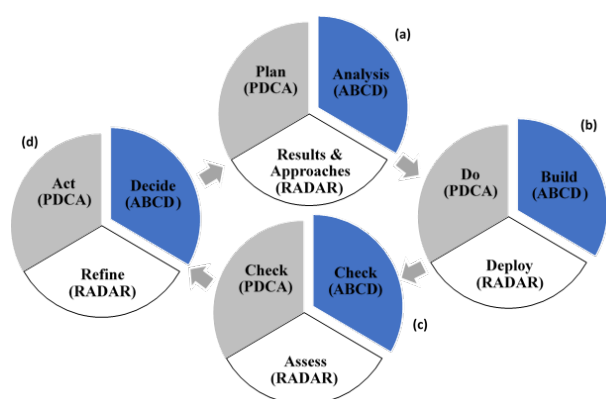 (a)
Plan
(PDCA)
Analysis
(ABCD)
Results &
Approaches
(RADAR)
(b)
Do
(PDCA)
Build
(ABCD)
Deploy
(RADAR)
(c)
Check
(PDCA)
Check
(ABCD)
Assess
(RADAR)
(d)
Act
(PDCA)
Decide
(ABCD)
Refine
(RADAR)